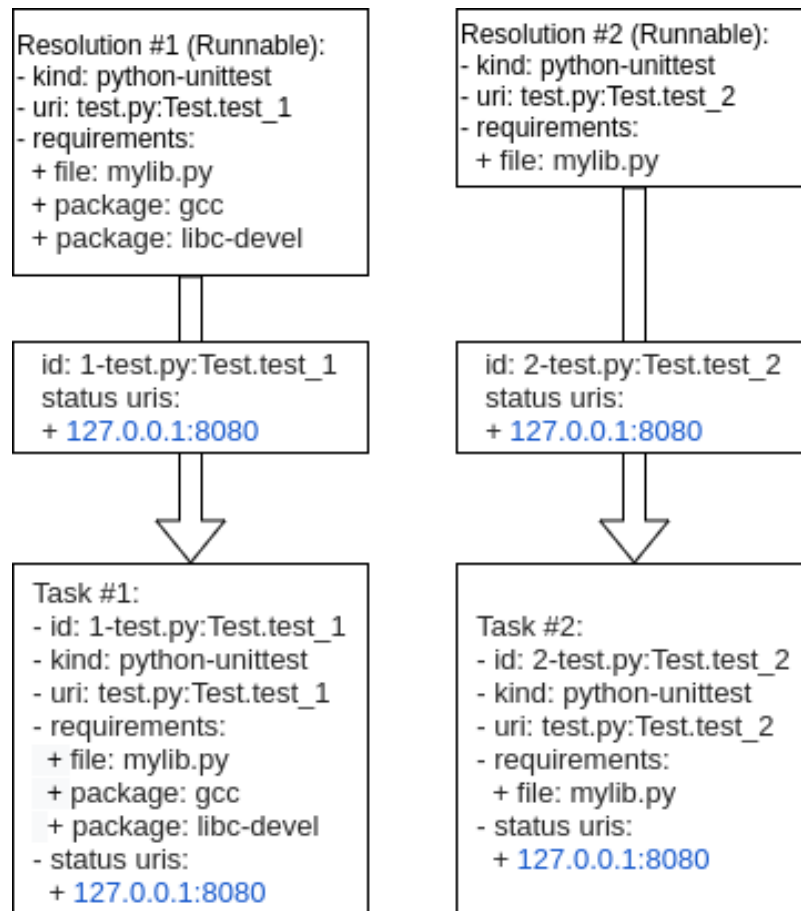 Resolution #1 (Runnable):
- kind: python-unittest
- uri: test.py:Test.test_1
- requirements:
+ file: mylib.py
+ package: gcc
+ package: libc-devel
id: 1-test.py:Test.test_1
status uris:
+ 127.0.0.1:8080
Task #1:
- id: 1-test.py:Test.test_1
- kind: python-unittest
- uri: test.py:Test.test_1
- requirements:
+ file: mylib.py
+ package: gcc
+ package: libc-devel
- status uris:
+ 127.0.0.1:8080
Resolution #2 (Runnable):
- kind: python-unittest
- uri: test.py:Test.test_2
- requirements:
+ file: mylib.py
id: 2-test.py:Test.test_2
status uris:
+ 127.0.0.1:8080
Task #2:
- id: 2-test.py:Test.test_2
- kind: python-unittest
- uri: test.py:Test.test_2
- requirements:
+ file: mylib.py
- status uris:
+ 127.0.0.1:8080